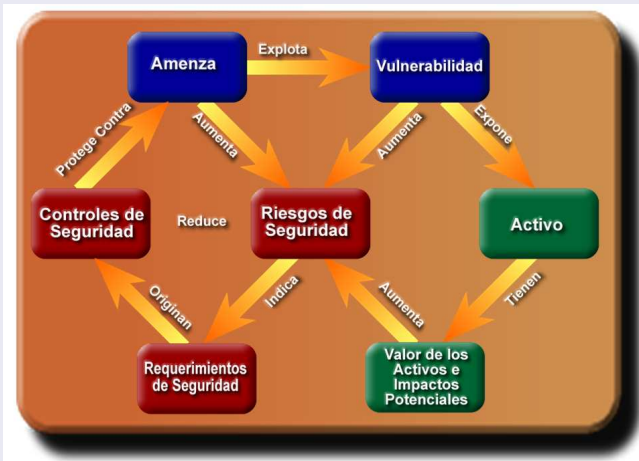 Explota
Amenza
Vulnerabilidad
Protege Contra
Aumenta
Aumenta
Expone
Controles de
Seguridad
Reduce
Riesgos de
Seguridad
Activo
Originan
Indica
Aumenta
Tienen
Requerimientos
de Seguridad
Valor de los
Activos e
Impactos
Potenciales